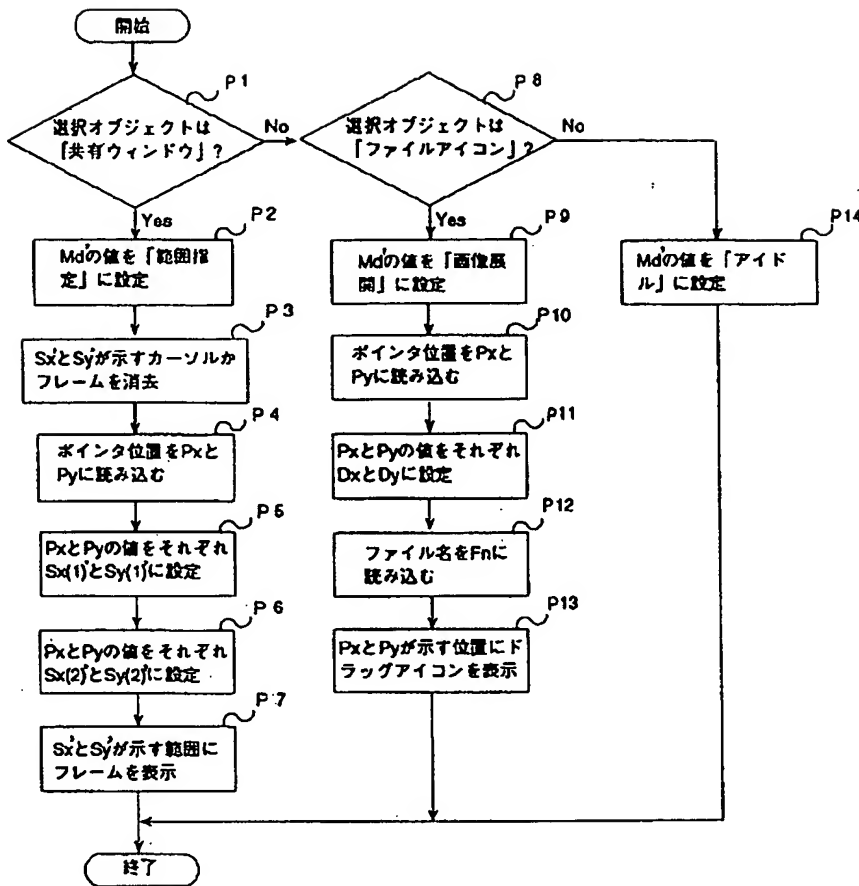 開始
P1
選択オブジェクトは
「共有ウィンドウ」?
No
Yes
P2
Md'の値を「範囲指
定」に設定
P3
Sx'とSy'が示すカーソルか
フレームを消去
P4
ポインタ位置をPxと
Pyに読み込む
P5
PxとPyの値をそれぞれ
Sx(1)'とSy(1)'に設定
P6
PxとPyの値をそれぞれ
Sx(2)'とSy(2)'に設定
P7
Sx'とSy'が示す範囲に
フレームを表示
P8
選択オブジェクトは
「ファイルアイコン」?
No
Yes
P9
Md'の値を「画像展
開」に設定
P10
ポインタ位置をPxと
Pyに読み込む
P11
PxとPyの値をそれぞれ
DxとDyに設定
P12
ファイル名をFnに
読み込む
P13
PxとPyが示す位置にド
ラッグアイコンを表示
P14
Md'の値を「アイド
ル」に設定
終了